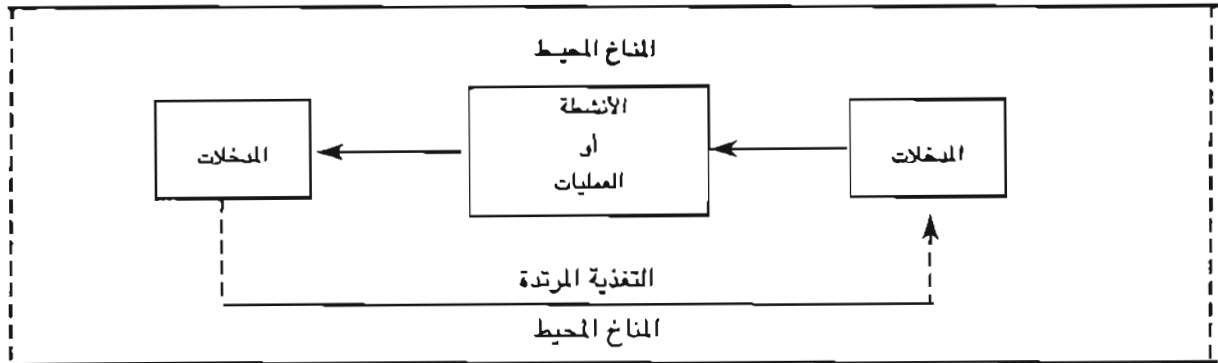 المناخ المحيط
المدخلات
الأنشطة
أو
العمليات
المدخلات
التغذية المرتدة
المناخ المحيط